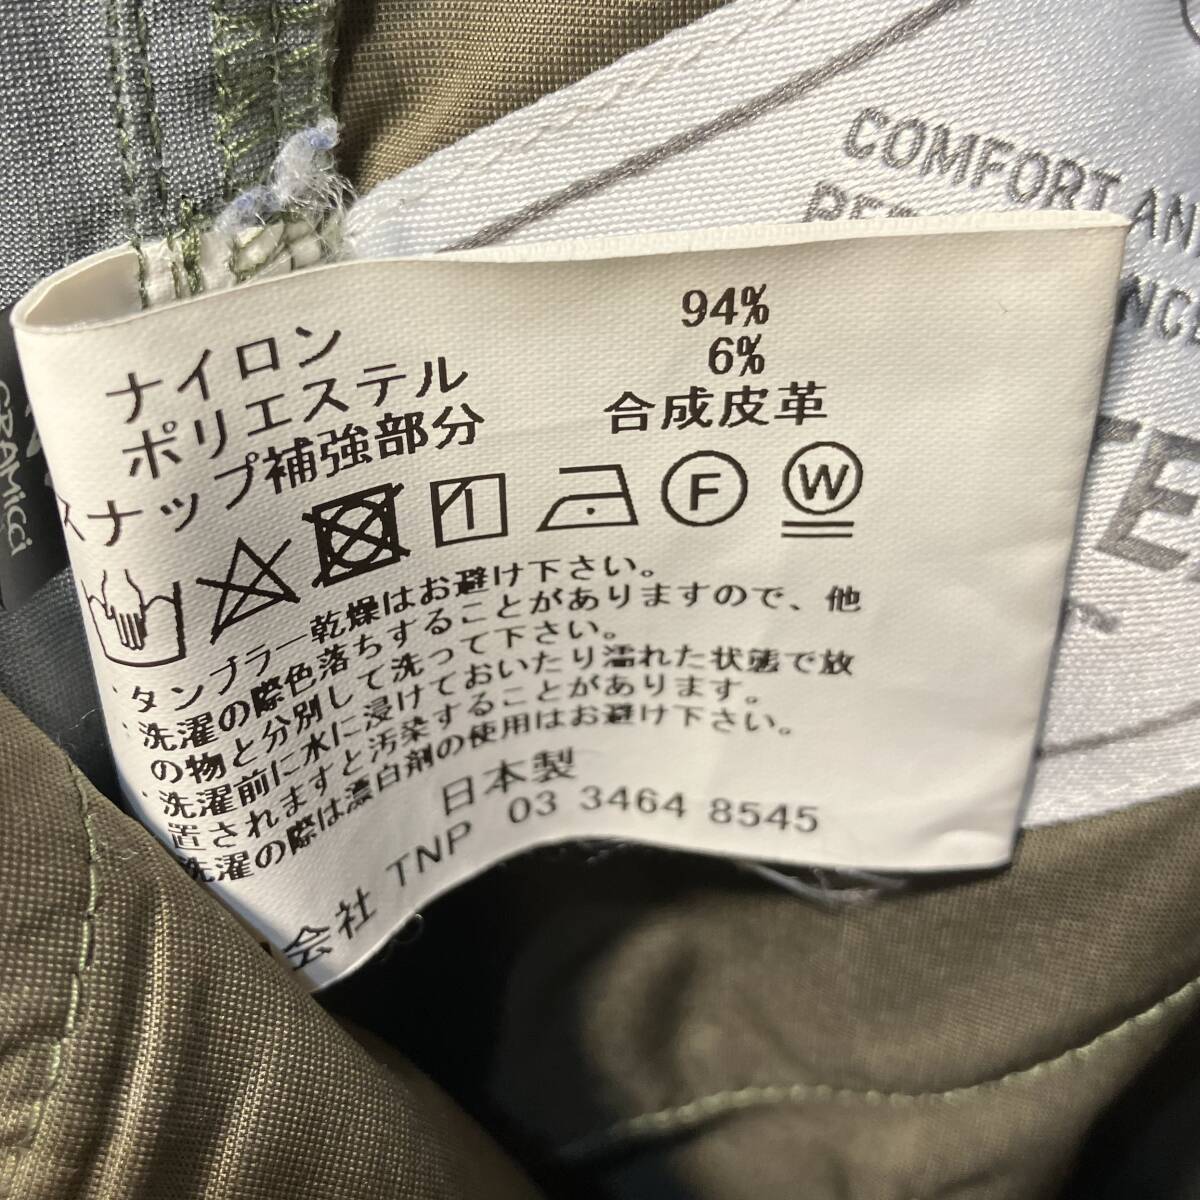 COMFORT AN
ナイロン 94%
ポリエステル 6%
スナップ補強部分 合成皮革
F
W
・タンブラー乾燥はお避け下さい。
・洗濯の際色落ちすることがありますので、他
の物と分別して洗って下さい。
・洗濯前に水に浸けておいたり濡れた状態で放
置されますと汚染することがあります。
洗濯の際は漂白剤の使用はお避け下さい。
日本製
会社 TNP 03 3464 8545
GRAMiCCi